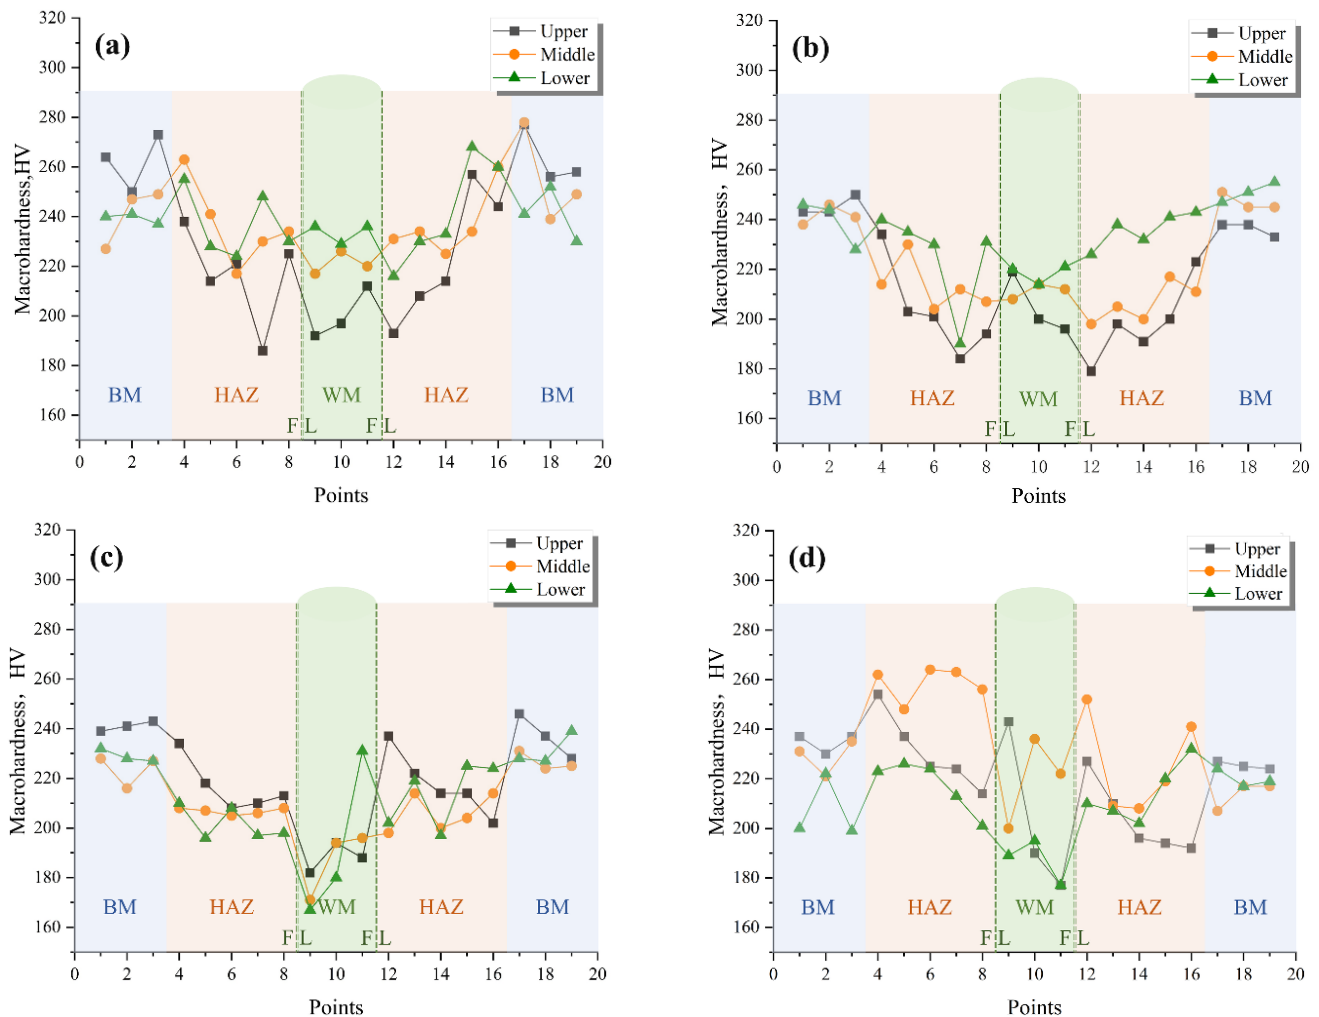 (a)
Upper
Middle
Lower
Macrohardness,HV
320
300
280
260
240
220
200
180
160
BM
HAZ
WM
HAZ
BM
F L
F L
0 2 4 6 8 10 12 14 16 18 20
Points
(b)
Upper
Middle
Lower
Macrohardness, HV
320
300
280
260
240
220
200
180
160
BM
HAZ
WM
HAZ
BM
F L
F L
0 2 4 6 8 10 12 14 16 18 20
Points
(c)
Upper
Middle
Lower
Macrohardness, HV
320
300
280
260
240
220
200
180
160
BM
HAZ
WM
HAZ
BM
F L
F L
0 2 4 6 8 10 12 14 16 18 20
Points
(d)
Upper
Middle
Lower
Macrohardness, HV
320
300
280
260
240
220
200
180
160
BM
HAZ
WM
HAZ
BM
F L
F L
0 2 4 6 8 10 12 14 16 18 20
Points